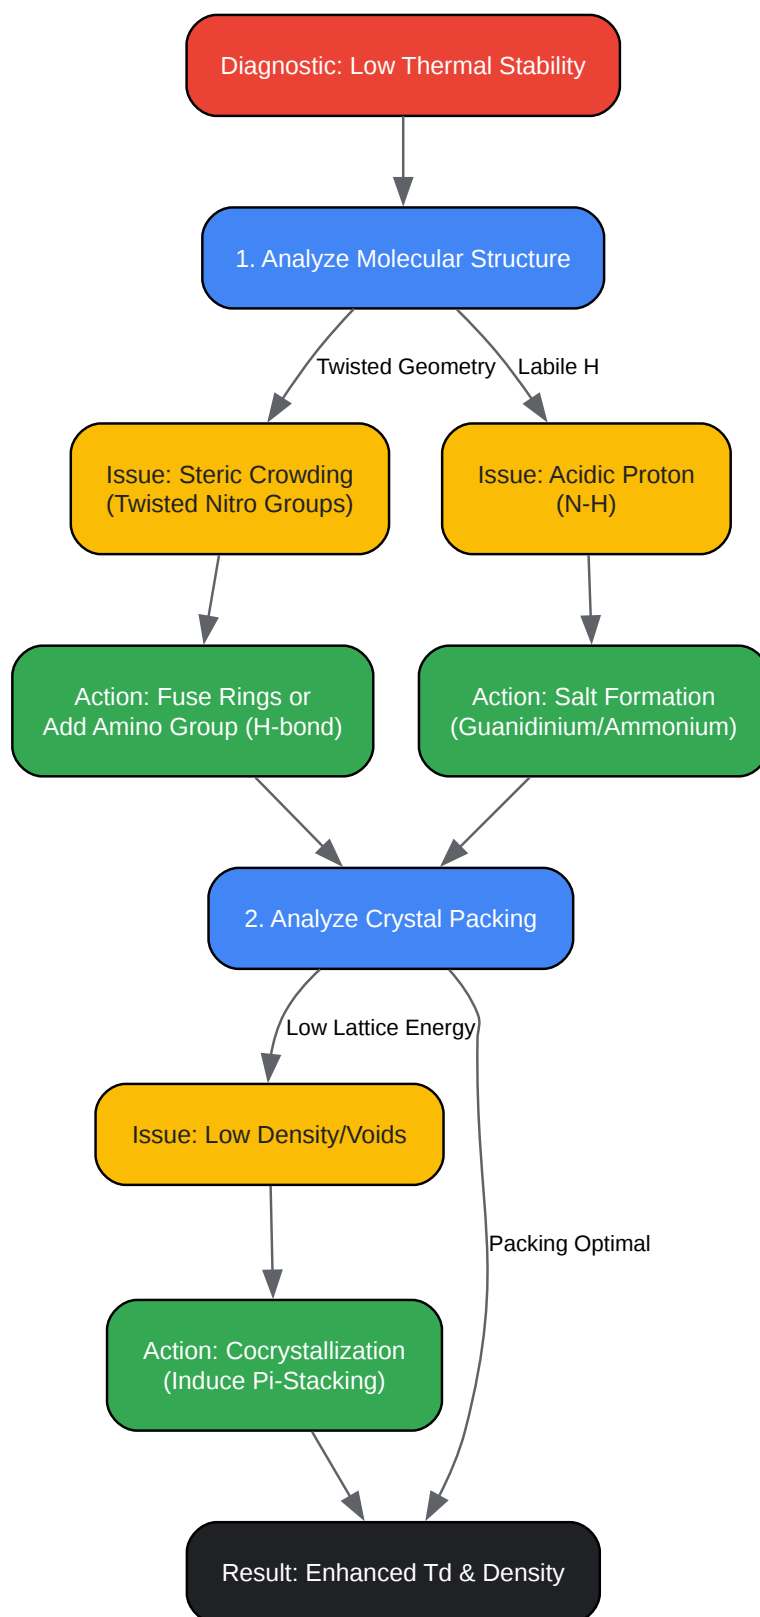 Diagnostic: Low Thermal Stability
1. Analyze Molecular Structure
Twisted Geometry
Labile H
Issue: Steric Crowding
(Twisted Nitro Groups)
Issue: Acidic Proton
(N-H)
Action: Fuse Rings or
Add Amino Group (H-bond)
Action: Salt Formation
(Guanidinium/Ammonium)
2. Analyze Crystal Packing
Low Lattice Energy
Issue: Low Density/Voids
Packing Optimal
Action: Cocrystallization
(Induce Pi-Stacking)
Result: Enhanced Td & Density